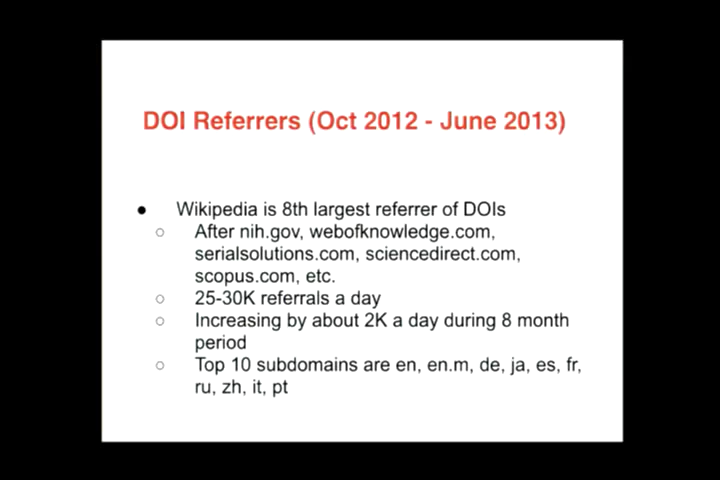 DOI Referrers (Oct 2012 - June 2013)
● Wikipedia is 8th largest referrer of DOIs
○ After nih.gov, webofknowledge.com,
serialsolutions.com, sciencedirect.com,
scopus.com, etc.
○ 25-30K referrals a day
○ Increasing by about 2K a day during 8 month
period
○ Top 10 subdomains are en, en.m, de, ja, es, fr,
ru, zh, it, pt